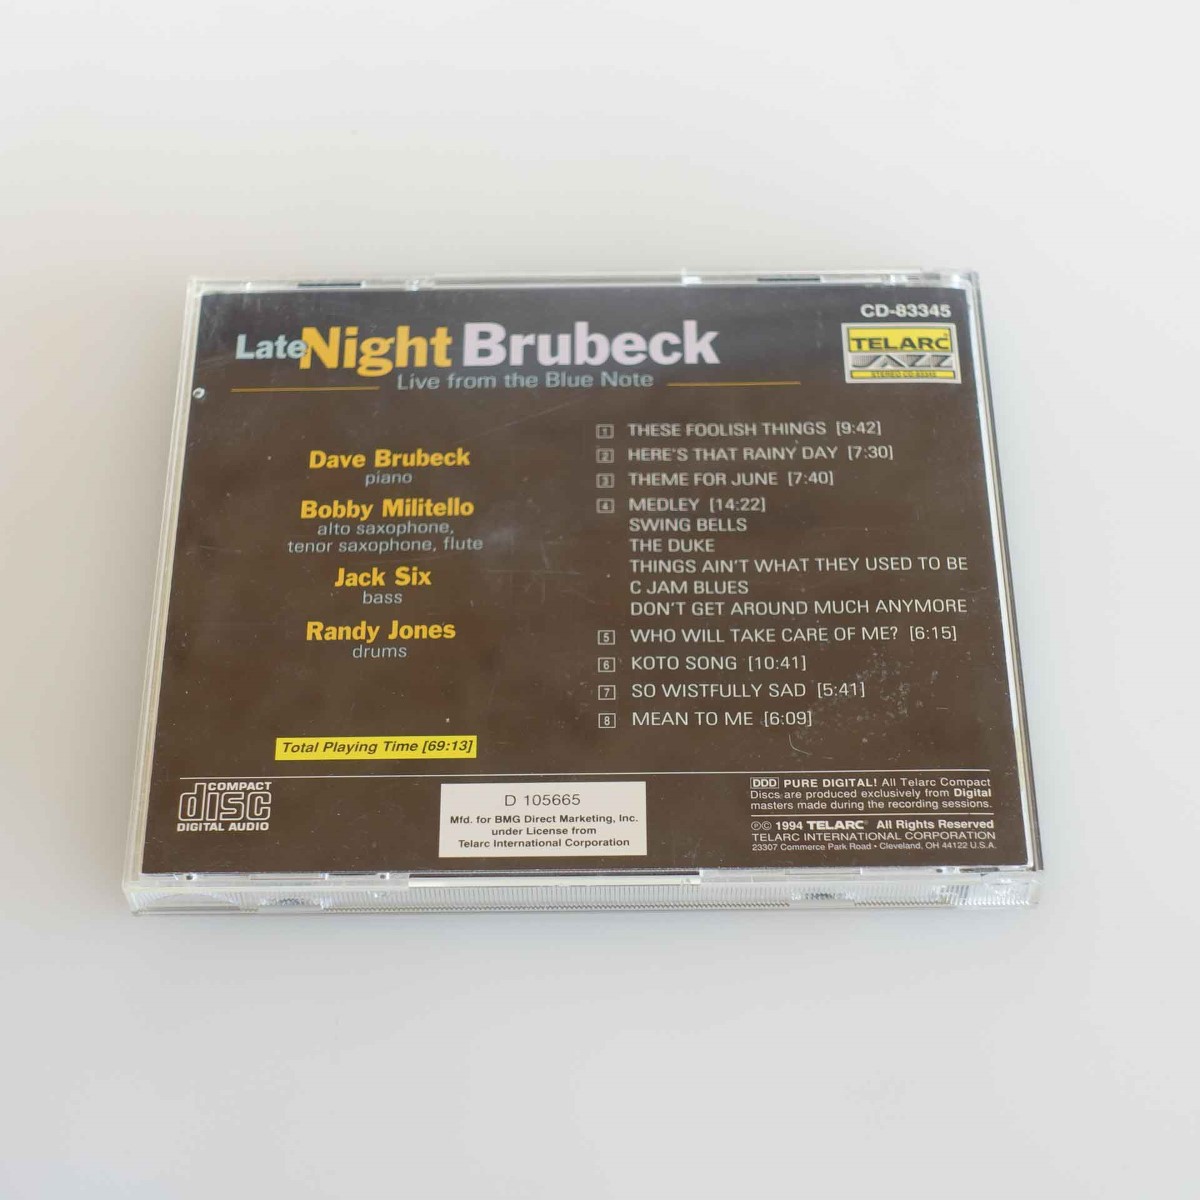 CD-83345
Late Night Brubeck
Live from the Blue Note
TELARC
JAZZ
STEREO CD-83345
Dave Brubeck
piano
Bobby Militello
alto saxophone,
tenor saxophone, flute
Jack Six
bass
Randy Jones
drums
Total Playing Time [69:13]
1 THESE FOOLISH THINGS [9:42]
2 HERE'S THAT RAINY DAY [7:30]
3 THEME FOR JUNE [7:40]
4 MEDLEY [14:22]
SWING BELLS
THE DUKE
THINGS AIN'T WHAT THEY USED TO BE
C JAM BLUES
DON'T GET AROUND MUCH ANYMORE
5 WHO WILL TAKE CARE OF ME? [6:15]
6 KOTO SONG [10:41]
7 SO WISTFULLY SAD [5:41]
8 MEAN TO ME [6:09]
COMPACT
disc
DIGITAL AUDIO
D 105665
Mfd. for BMG Direct Marketing, Inc.
under License from
Telarc International Corporation
DDD PURE DIGITAL! All Telarc Compact
Discs are produced exclusively from Digital
masters made during the recording sessions.
℗© 1994 TELARC® All Rights Reserved
TELARC INTERNATIONAL CORPORATION
23307 Commerce Park Road • Cleveland, OH 44122 U.S.A.